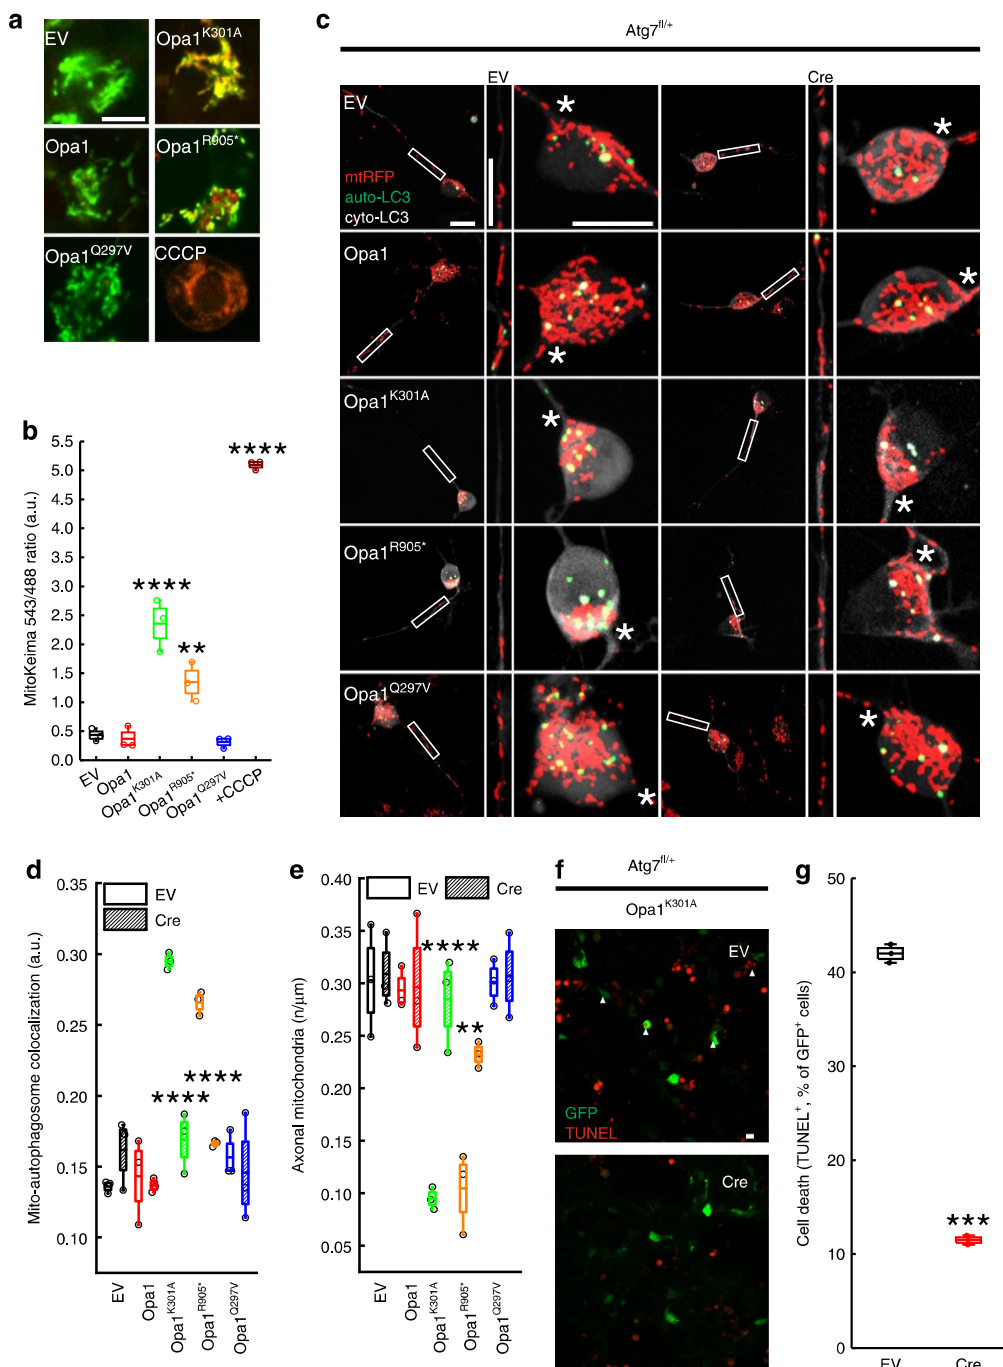 a
EV
Opa1K301A
Opa1
Opa1R905*
Opa1Q297V
CCCP
b
MitoKeima 543/488 ratio (a.u.)
5.5
5.0
4.5
4.0
3.5
3.0
2.5
2.0
1.5
1.0
0.5
0.0
****
****
**
EV
Opa1
Opa1K301A
Opa1R905*
Opa1Q297V
+CCCP
c
Atg7fl/+
EV
Cre
EV
mtRFP
auto-LC3
cyto-LC3
Opa1
Opa1K301A
Opa1R905*
Opa1Q297V
*
*
*
*
*
*
*
*
*
*
d
Mito-autophagosome colocalization (a.u.)
0.35
0.30
0.25
0.20
0.15
0.10
EV
Cre
****
****
EV
Opa1
Opa1K301A
Opa1R905*
Opa1Q297V
e
Axonal mitochondria (n/μm)
0.40
0.35
0.30
0.25
0.20
0.15
0.10
0.05
EV
Cre
****
**
EV
Opa1
Opa1K301A
Opa1R905*
Opa1Q297V
f
Atg7fl/+
Opa1K301A
EV
GFP
TUNEL
Cre
g
Cell death (TUNEL+, % of GFP+ cells)
50
40
30
20
10
0
***
EV
Cre